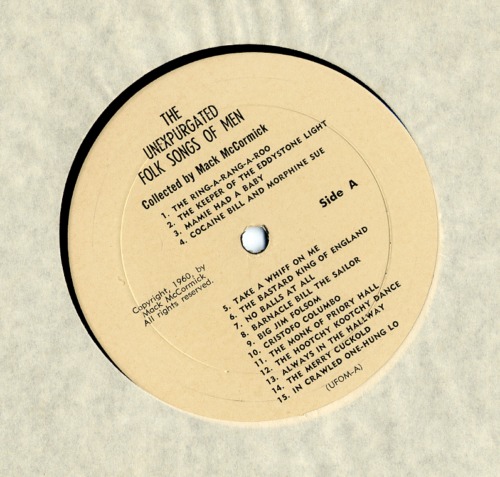 THE
UNEXPURGATED
FOLK SONGS OF MEN
Collected by Mack McCormick
1. THE RING-A-RANG-A-ROO
2. THE KEEPER OF THE EDDYSTONE LIGHT
3. MAMIE HAD A BABY
4. COCAINE BILL AND MORPHINE SUE
Side A
Copyright, 1960, by
Mack McCormick.
All rights reserved.
5. TAKE A WHIFF ON ME
6. THE BASTARD KING OF ENGLAND
7. NO BALLS AT ALL
8. BARNACLE BILL THE SAILOR
9. BIG JIM FOLSOM
10. CRISTOFO COLUMBO
11. THE MONK OF PRIORY HALL
12. THE HOOTCHY KOOTCHY DANCE
13. ALWAYS IN THE HALLWAY
14. THE MERRY CUCKOLD
15. IN CRAWLED ONE-HUNG LO
(UFOM-A)